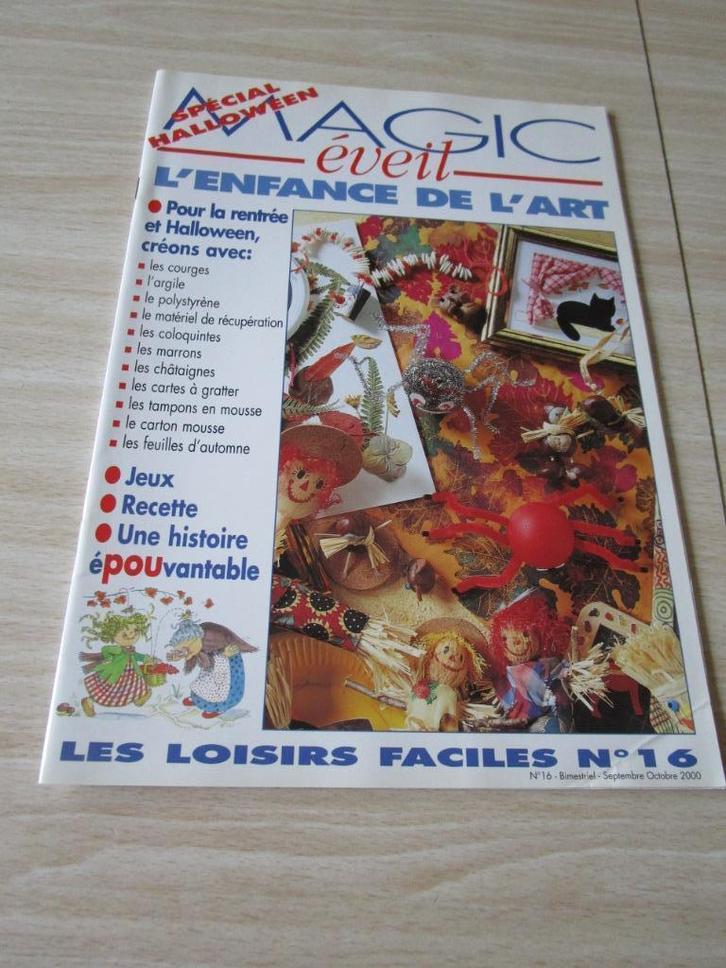 SPÉCIAL
HALLOWEEN
MAGIC
éveil
L'ENFANCE DE L'ART
• Pour la rentrée
et Halloween,
créons avec:
▪ les courges
▪ l'argile
▪ le polystyrène
▪ le matériel de récupération
▪ les coloquintes
▪ les marrons
▪ les châtaignes
▪ les cartes à gratter
▪ les tampons en mousse
▪ le carton mousse
▪ les feuilles d'automne
• Jeux
• Recette
• Une histoire
épouvantable
LES LOISIRS FACILES N°16
N°16 - Bimestriel - Septembre Octobre 2000